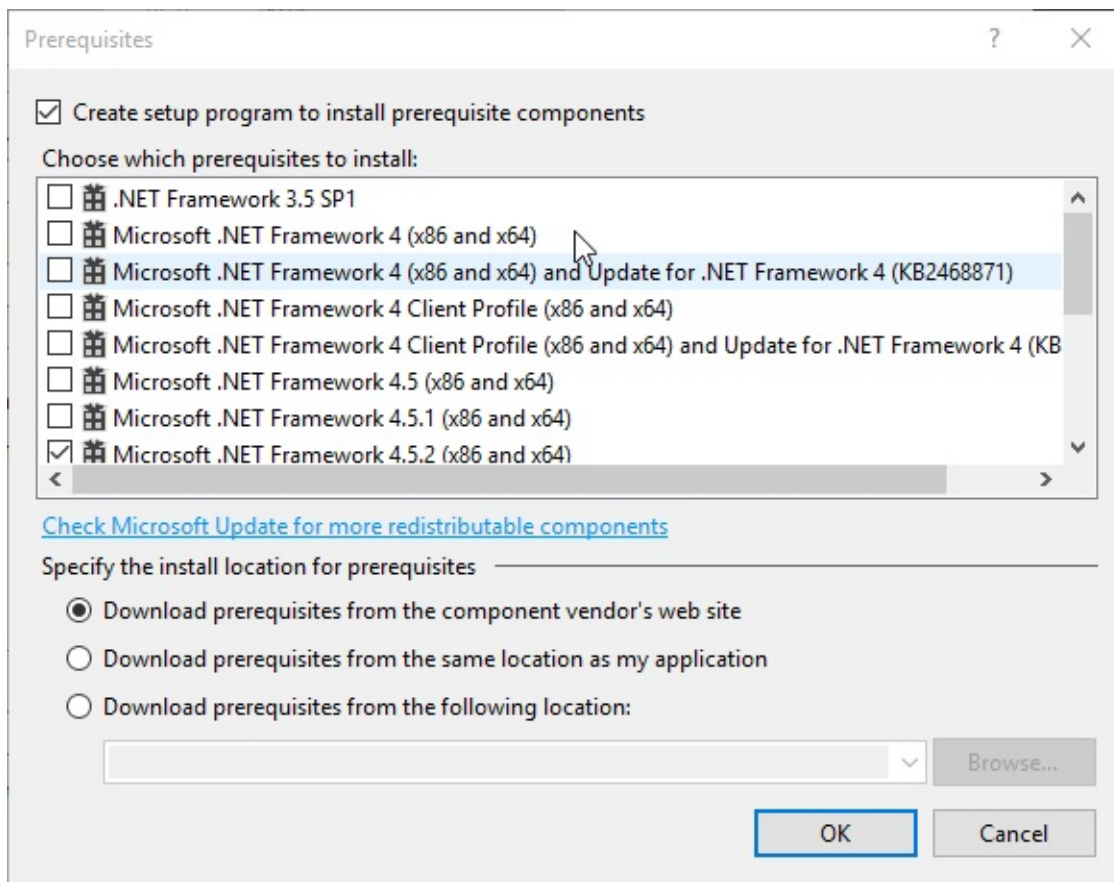 Prerequisites
?
Create setup program to install prerequisite components
Choose which prerequisites to install:
.NET Framework 3.5 SP1
Microsoft .NET Framework 4 (x86 and x64)
Microsoft .NET Framework 4 (x86 and x64) and Update for .NET Framework 4 (KB2468871)
Microsoft .NET Framework 4 Client Profile (x86 and x64)
Microsoft .NET Framework 4 Client Profile (x86 and x64) and Update for .NET Framework 4 (KB
Microsoft .NET Framework 4.5 (x86 and x64)
Microsoft .NET Framework 4.5.1 (x86 and x64)
Microsoft .NET Framework 4.5.2 (x86 and x64)
Check Microsoft Update for more redistributable components
Specify the install location for prerequisites
Download prerequisites from the component vendor's web site
Download prerequisites from the same location as my application
Download prerequisites from the following location:
Browse...
OK Cancel